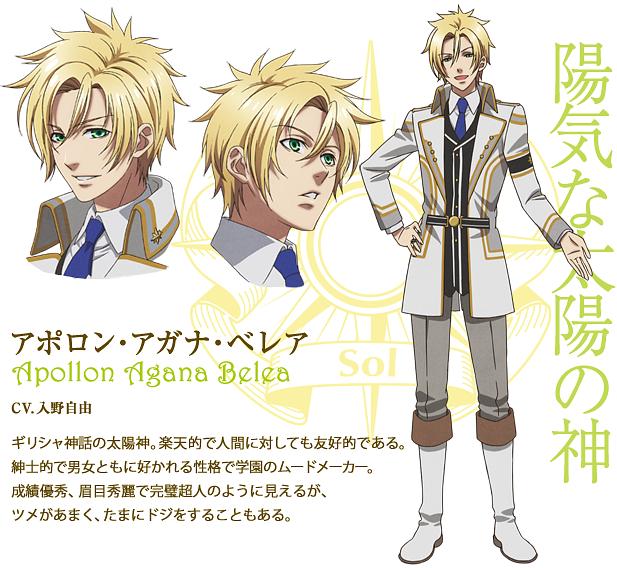 陽気な太陽の神
Sol
アポロン・アガナ・ベレア
Apollon Agana Belea
CV.入野自由
ギリシャ神話の太陽神。楽天的で人間に対しても友好的である。
紳士的で男女ともに好かれる性格で学園のムードメーカー。
成績優秀、眉目秀麗で完璧超人のように見えるが、
ツメがあまく、たまにドジをすることもある。